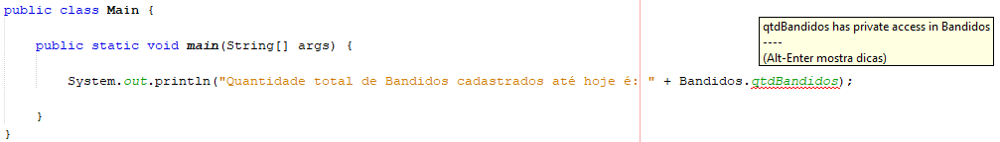 public class Main {
qtdBandidos has private access in Bandidos
----
(Alt-Enter mostra dicas)
public static void main(String[] args) {
System.out.println("Quantidade total de Bandidos cadastrados até hoje é: " + Bandidos.qtdBandidos);
}
}